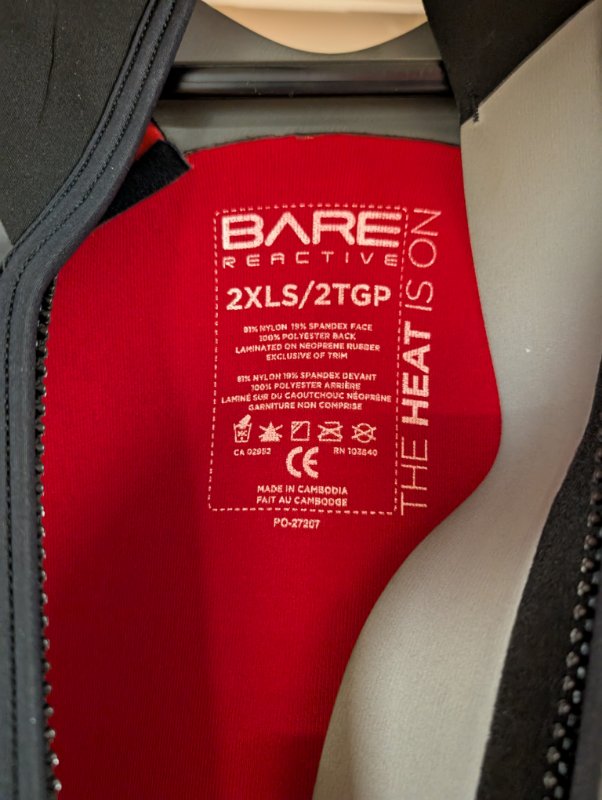 BARE
REACTIVE
2XLS/2TGP
81% NYLON 19% SPANDEX FACE
100% POLYESTER BACK
LAMINATED ON NEOPRENE RUBBER
EXCLUSIVE OF TRIM
81% NYLON 19% SPANDEX DEVANT
100% POLYESTER ARRIÈRE
LAMINÉ SUR DU CAOUTCHOUC NÉOPRÈNE
GARNITURE NON COMPRISE
CA 02952 RN 103640
CE
MADE IN CAMBODIA
FAIT AU CAMBODGE
PO-27207
THE HEAT IS ON